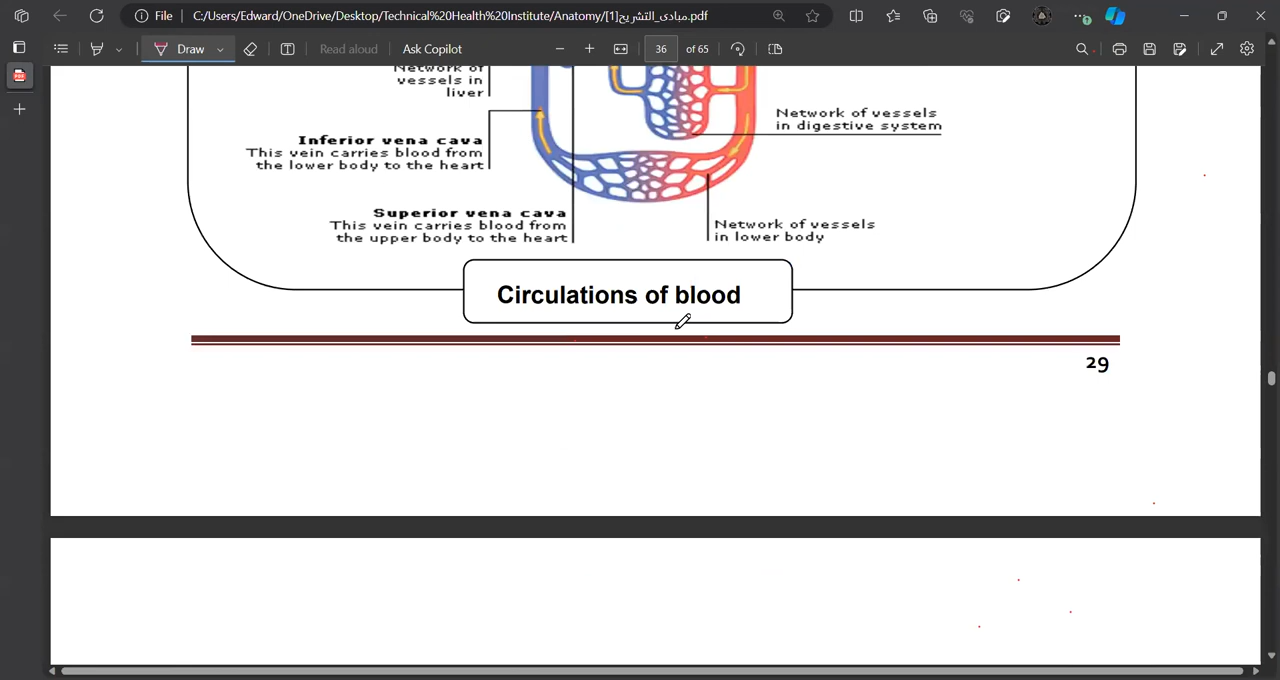 File
C:/Users/Edward/OneDrive/Desktop/Technical%20Health%20Institute/Anatomy/[1]مبادى_التشريح.pdf
Draw
Read aloud
Ask Copilot
36
of 65
Network of
vessels in
liver
Network of vessels
in digestive system
Inferior vena cava
This vein carries blood from
the lower body to the heart
Superior vena cava
This vein carries blood from
the upper body to the heart
Network of vessels
in lower body
Circulations of blood
29